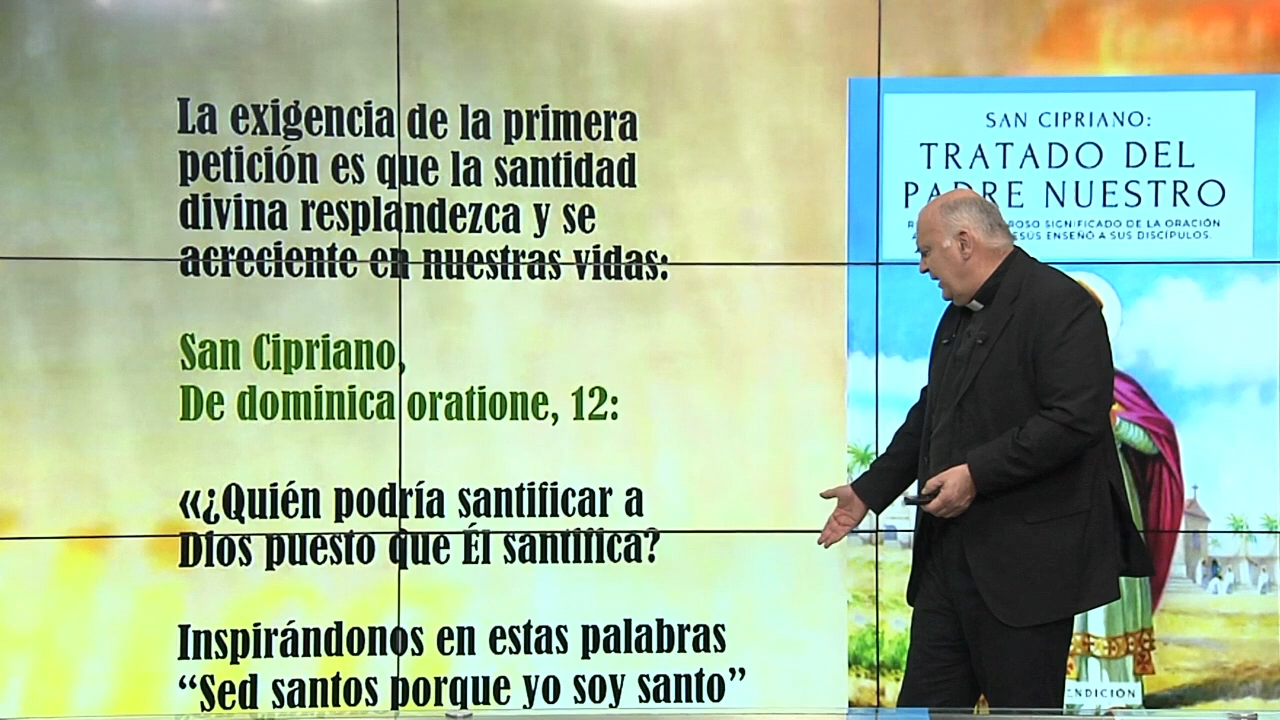 La exigencia de la primera
petición es que la santidad
divina resplandezca y se
acreciente en nuestras vidas:
San Cipriano,
De dominica oratione, 12:
«¿Quién podría santificar a
Dios puesto que Él santifica?
Inspirándonos en estas palabras
“Sed santos porque yo soy santo”
SAN CIPRIANO:
TRATADO DEL
PADRE NUESTRO
SIGNIFICADO DE LA ORACIÓN
ENSEÑÓ A SUS DISCÍPULOS.